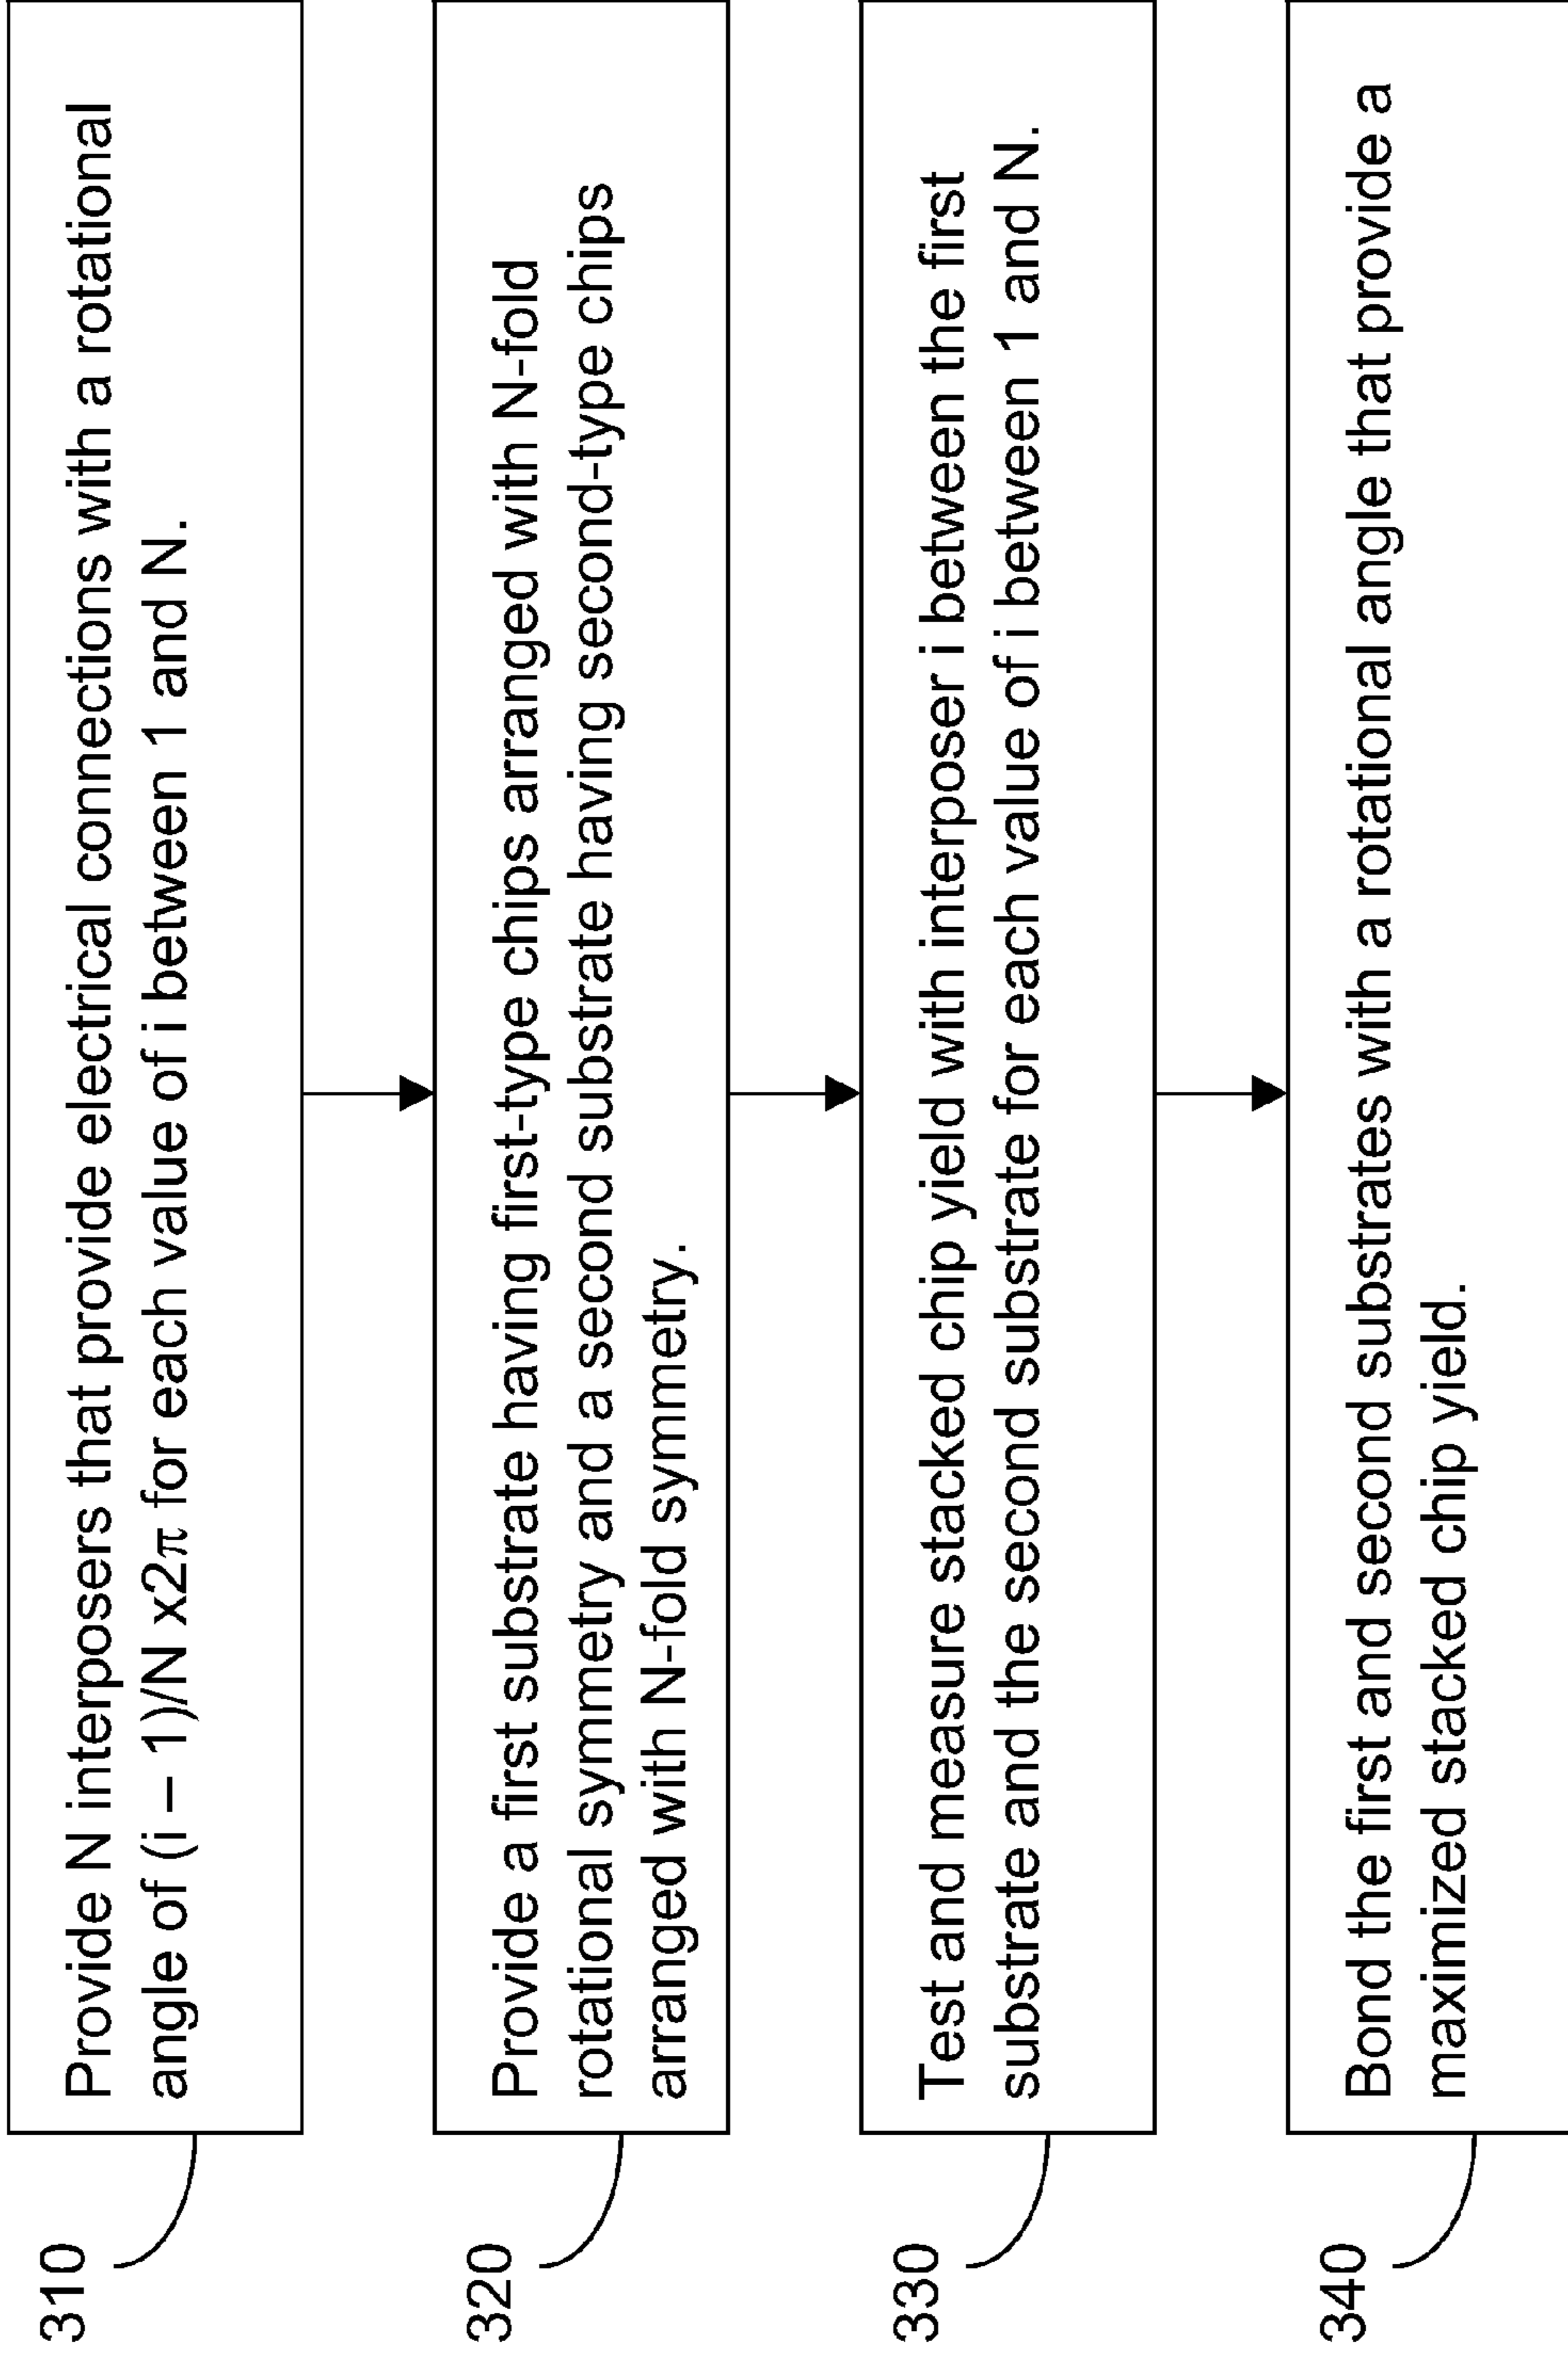 310
Provide N interposers that provide electrical connections with a rotational
angle of (i – 1)/N x2π for each value of i between 1 and N.
320
Provide a first substrate having first-type chips arranged with N-fold
rotational symmetry and a second substrate having second-type chips
arranged with N-fold symmetry.
330
Test and measure stacked chip yield with interposer i between the first
substrate and the second substrate for each value of i between 1 and N.
340
Bond the first and second substrates with a rotational angle that provide a
maximized stacked chip yield.